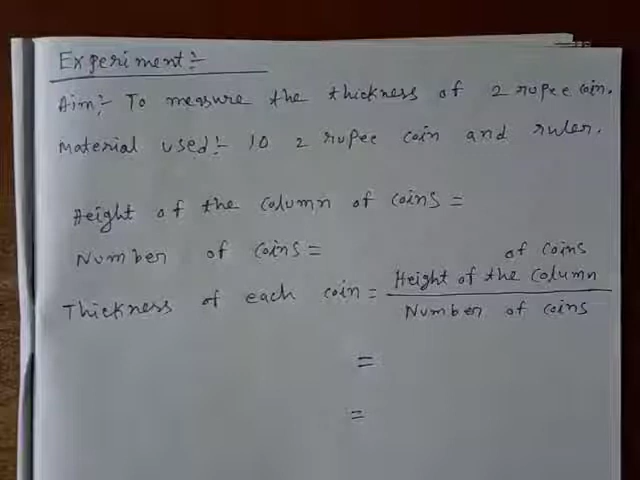 Experiment:-
Aim:- To measure the thickness of 2 rupee coin.
Material used:- 10 2 rupee coin and ruler.
Height of the column of coins =
Number of coins =
of coins
Thickness of each coin = Height of the column
Number of coins
=
=